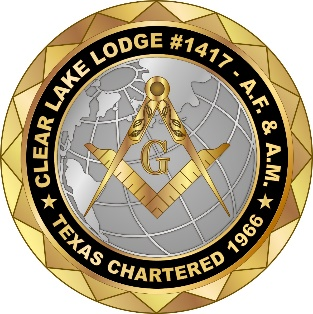 CLEAR LAKE LODGE #1417 - A.F. & A.M.
TEXAS CHARTERED 1966
G